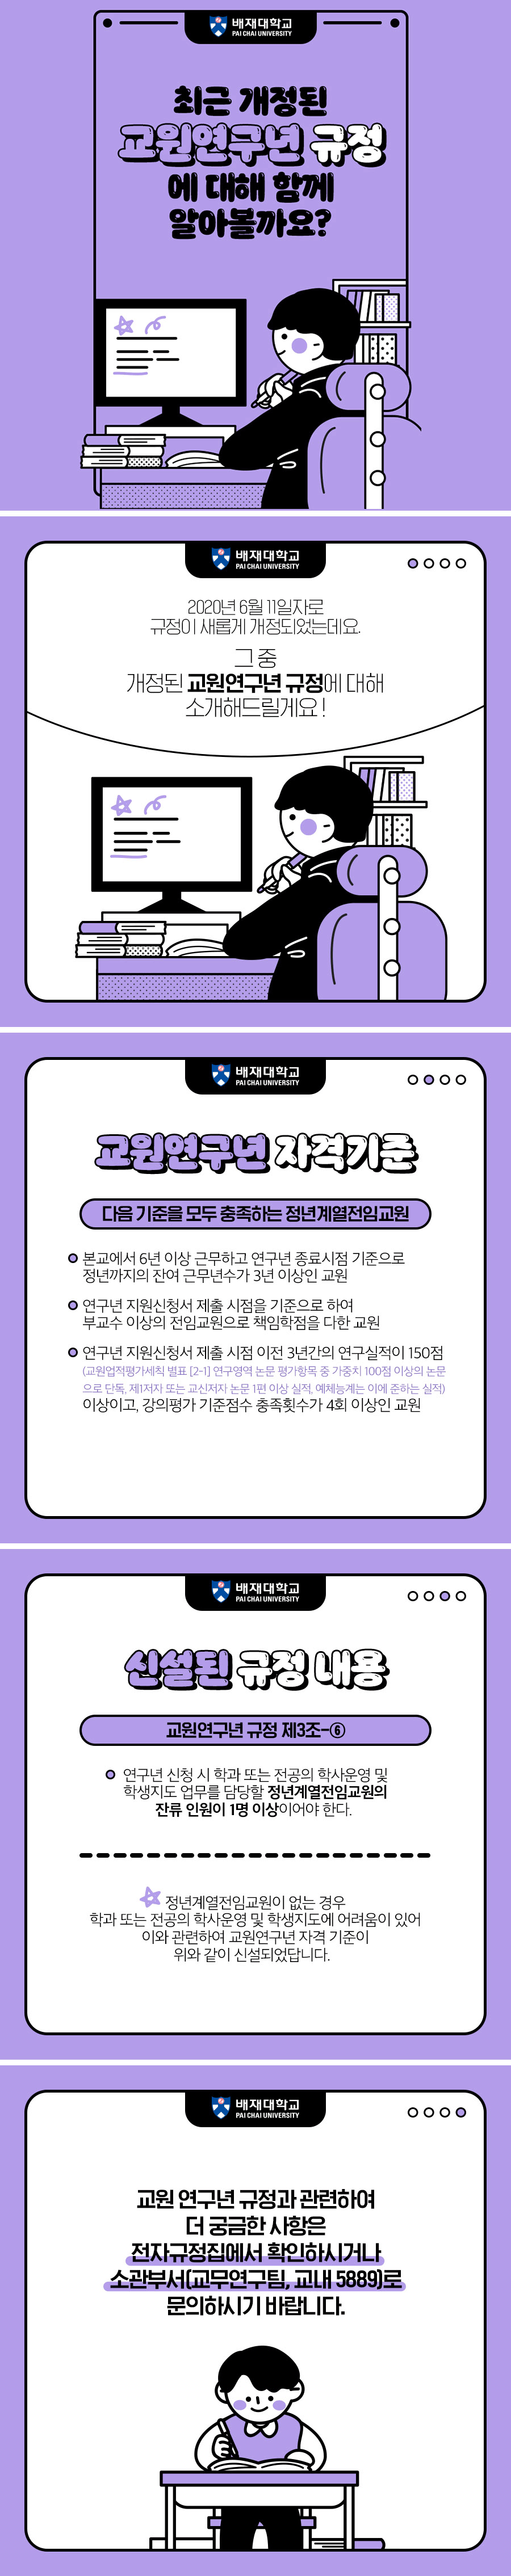 배재대학교
PAI CHAI UNIVERSITY
최근 개정된
교원연구년 규정
에 대해 함께
알아볼까요?
배재대학교
PAI CHAI UNIVERSITY
2020년 6월 11일자로
규정이 새롭게 개정되었는데요.
그 중
개정된 교원연구년 규정에 대해
소개해드릴게요 !
배재대학교
PAI CHAI UNIVERSITY
교원연구년 자격기준
다음 기준을 모두 충족하는 정년계열전임교원
본교에서 6년 이상 근무하고 연구년 종료시점 기준으로
정년까지의 잔여 근무년수가 3년 이상인 교원
연구년 지원신청서 제출 시점을 기준으로 하여
부교수 이상의 전임교원으로 책임학점을 다한 교원
연구년 지원신청서 제출 시점 이전 3년간의 연구실적이 150점
(교원업적평가세칙 별표 [2-1] 연구영역 논문 평가항목 중 가중치 100점 이상의 논문
으로 단독, 제1저자 또는 교신저자 논문 1편 이상 실적, 예체능계는 이에 준하는 실적)
이상이고, 강의평가 기준점수 충족횟수가 4회 이상인 교원
배재대학교
PAI CHAI UNIVERSITY
신설된 규정 내용
교원연구년 규정 제3조-⑥
연구년 신청 시 학과 또는 전공의 학사운영 및
학생지도 업무를 담당할 정년계열전임교원의
잔류 인원이 1명 이상이어야 한다.
정년계열전임교원이 없는 경우
학과 또는 전공의 학사운영 및 학생지도에 어려움이 있어
이와 관련하여 교원연구년 자격 기준이
위와 같이 신설되었답니다.
배재대학교
PAI CHAI UNIVERSITY
교원 연구년 규정과 관련하여
더 궁금한 사항은
전자규정집에서 확인하시거나
소관부서(교무연구팀, 교내 5889)로
문의하시기 바랍니다.